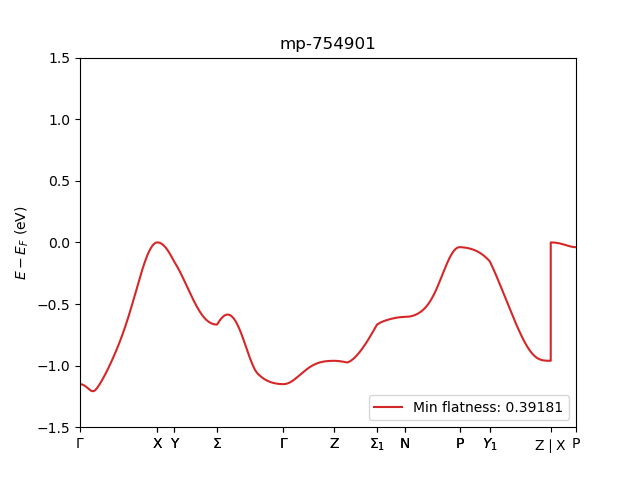 mp-754901
E − E_F (eV)
1.5
1.0
0.5
0.0
−0.5
−1.0
−1.5
Γ X Y Σ Γ Z Σ₁ N P Y₁ Z | X P
Min flatness: 0.39181